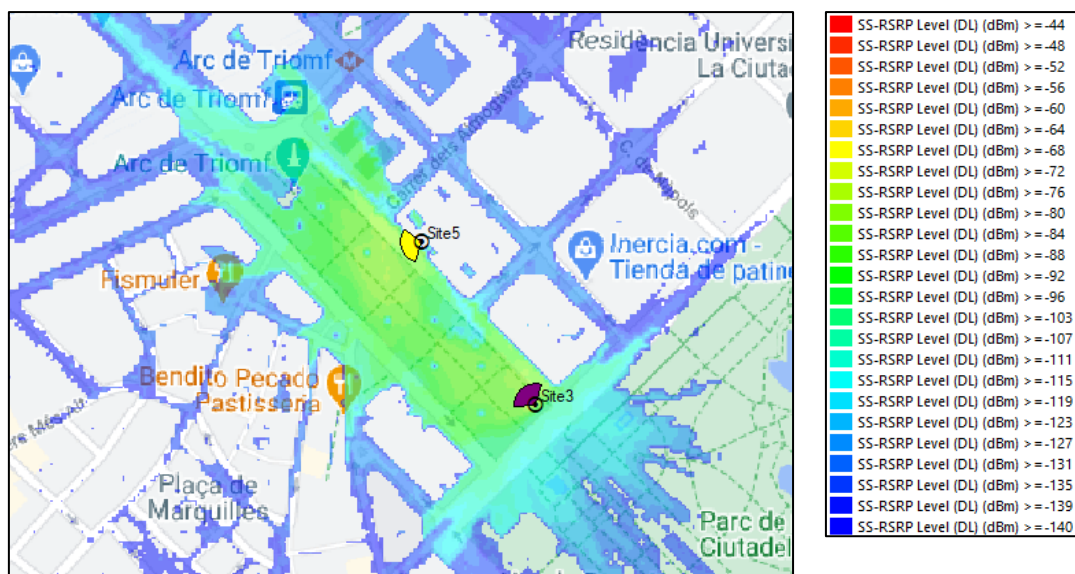 Residència Universi
La Ciuta
Arc de Triomf
Arc de Triomf
Carrer dels Almogàvers
Arc de Triomf
C. de Nàpols
Site5
Inercia.com -
Tienda de patine
Fismuler
Bendito Pecado
Pastisseria
Site3
Plaça de
Marquilles
Parc de
Ciutadel
SS-RSRP Level (DL) (dBm) >=-44
SS-RSRP Level (DL) (dBm) >=-48
SS-RSRP Level (DL) (dBm) >=-52
SS-RSRP Level (DL) (dBm) >=-56
SS-RSRP Level (DL) (dBm) >=-60
SS-RSRP Level (DL) (dBm) >=-64
SS-RSRP Level (DL) (dBm) >=-68
SS-RSRP Level (DL) (dBm) >=-72
SS-RSRP Level (DL) (dBm) >=-76
SS-RSRP Level (DL) (dBm) >=-80
SS-RSRP Level (DL) (dBm) >=-84
SS-RSRP Level (DL) (dBm) >=-88
SS-RSRP Level (DL) (dBm) >=-92
SS-RSRP Level (DL) (dBm) >=-96
SS-RSRP Level (DL) (dBm) >=-103
SS-RSRP Level (DL) (dBm) >=-107
SS-RSRP Level (DL) (dBm) >=-111
SS-RSRP Level (DL) (dBm) >=-115
SS-RSRP Level (DL) (dBm) >=-119
SS-RSRP Level (DL) (dBm) >=-123
SS-RSRP Level (DL) (dBm) >=-127
SS-RSRP Level (DL) (dBm) >=-131
SS-RSRP Level (DL) (dBm) >=-135
SS-RSRP Level (DL) (dBm) >=-139
SS-RSRP Level (DL) (dBm) >=-140